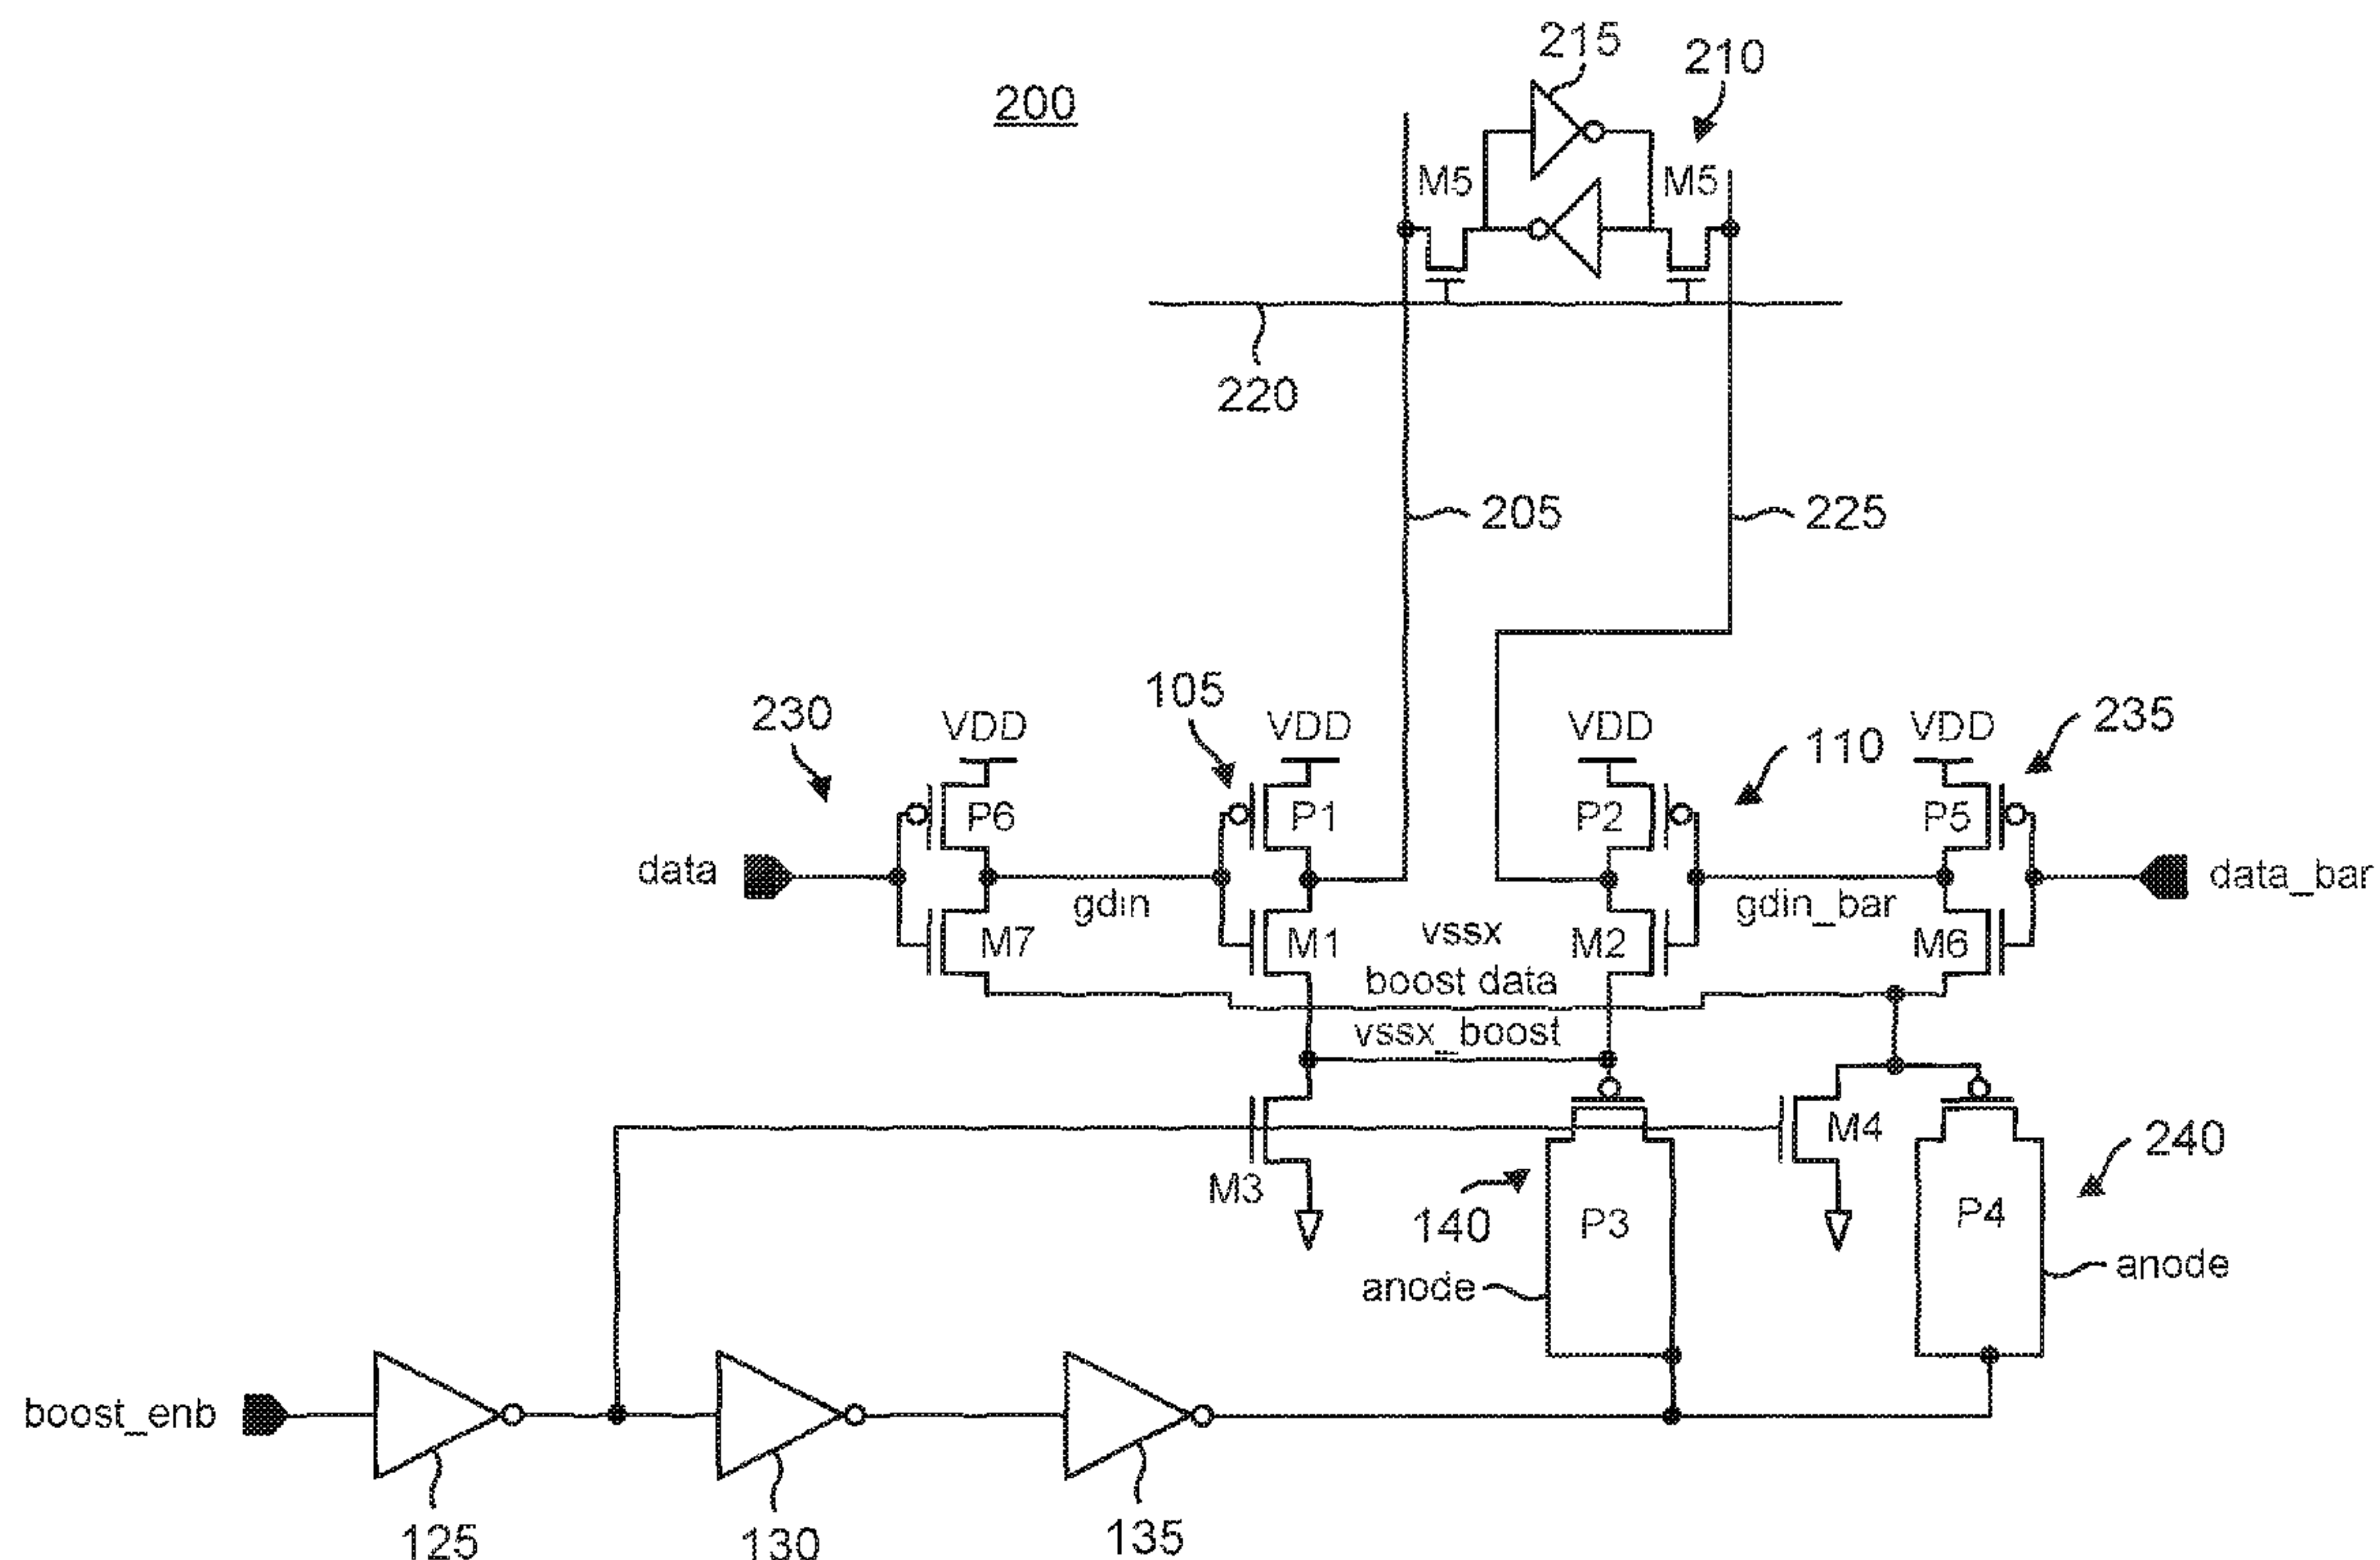 215
210
200
M5
M5
220
205
225
230
105
110
235
VDD
VDD
VDD
VDD
P6
P1
P2
P5
data
gdin
gdin_bar
data_bar
M7
M1
vssx
boost data
M2
M6
vssx_boost
M3
M4
140
P3
240
P4
anode
anode
boost_enb
125
130
135